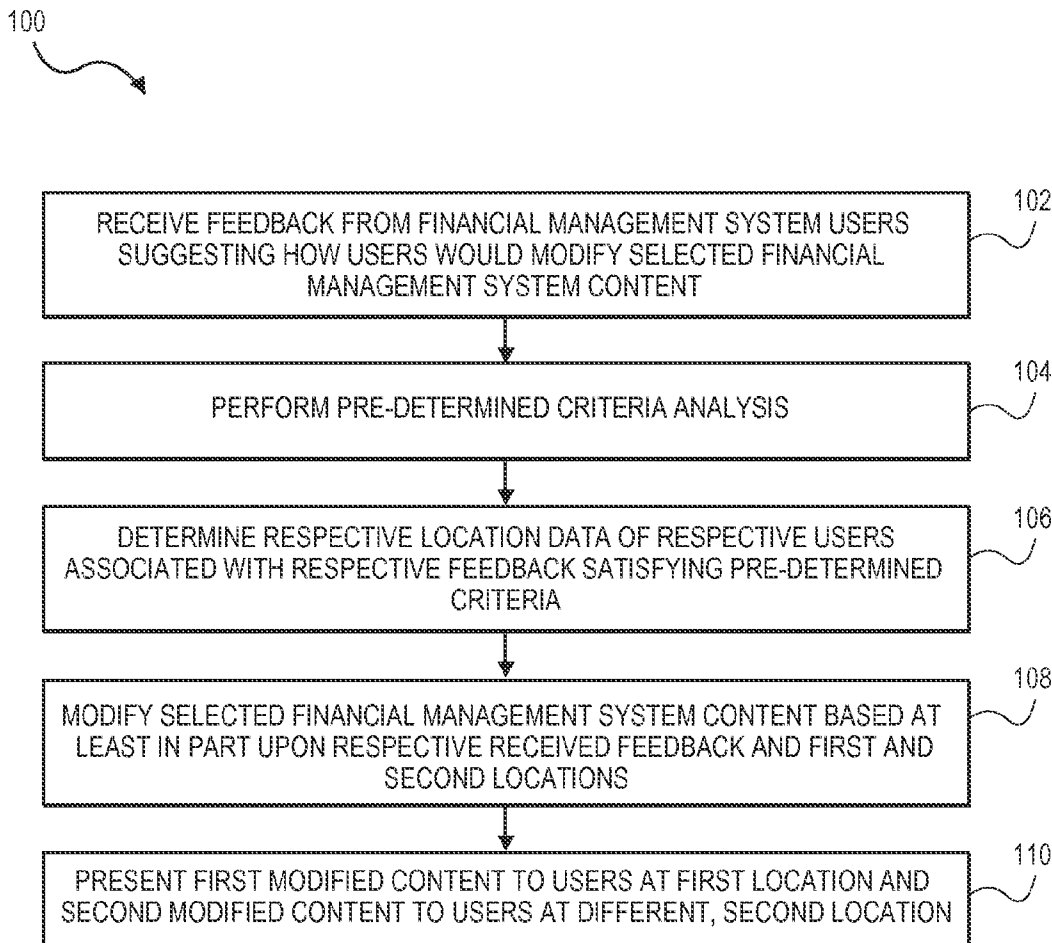 100
RECEIVE FEEDBACK FROM FINANCIAL MANAGEMENT SYSTEM USERS
SUGGESTING HOW USERS WOULD MODIFY SELECTED FINANCIAL
MANAGEMENT SYSTEM CONTENT
102
PERFORM PRE-DETERMINED CRITERIA ANALYSIS
104
DETERMINE RESPECTIVE LOCATION DATA OF RESPECTIVE USERS
ASSOCIATED WITH RESPECTIVE FEEDBACK SATISFYING PRE-DETERMINED
CRITERIA
106
MODIFY SELECTED FINANCIAL MANAGEMENT SYSTEM CONTENT BASED AT
LEAST IN PART UPON RESPECTIVE RECEIVED FEEDBACK AND FIRST AND
SECOND LOCATIONS
108
PRESENT FIRST MODIFIED CONTENT TO USERS AT FIRST LOCATION AND
SECOND MODIFIED CONTENT TO USERS AT DIFFERENT, SECOND LOCATION
110